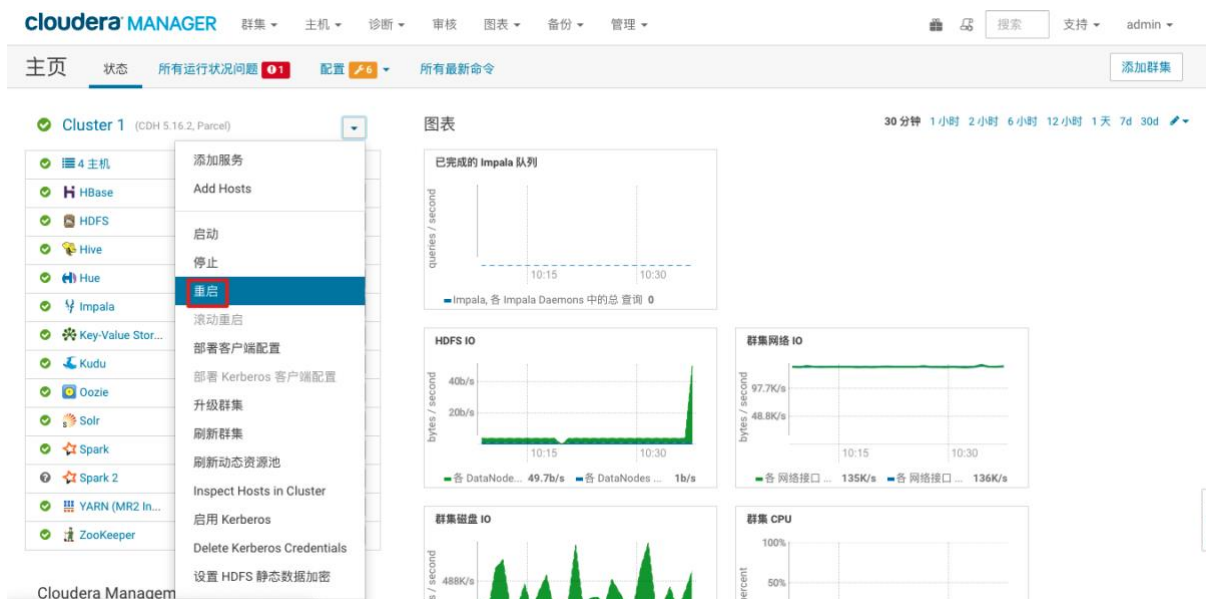 cloudera MANAGER 群集 主机 诊断 审核 图表 备份 管理 搜索 支持 admin
主页 状态 所有运行状况问题 1 配置 6 所有最新命令 添加群集
Cluster 1 (CDH 5.16.2, Parcel)
4 主机
HBase
HDFS
Hive
Hue
Impala
Key-Value Stor...
Kudu
Oozie
Solr
Spark
Spark 2
YARN (MR2 In...
ZooKeeper
Cloudera Managem
添加服务
Add Hosts
启动
停止
重启
滚动重启
部署客户端配置
部署 Kerberos 客户端配置
升级群集
刷新群集
刷新动态资源池
Inspect Hosts in Cluster
启用 Kerberos
Delete Kerberos Credentials
设置 HDFS 静态数据加密
图表
30 分钟 1 小时 2 小时 6 小时 12 小时 1 天 7d 30d
已完成的 Impala 队列
queries / second
10:15 10:30
Impala, 各 Impala Daemons 中的总 查询 0
HDFS IO
bytes / second
40b/s
20b/s
10:15 10:30
各 DataNode... 49.7b/s 各 DataNodes ... 1b/s
群集网络 IO
bytes / second
97.7K/s
48.8K/s
10:15 10:30
各 网络接口 ... 135K/s 各 网络接口 ... 136K/s
群集磁盘 IO
/ second
488K/s
群集 CPU
percent
100%
50%